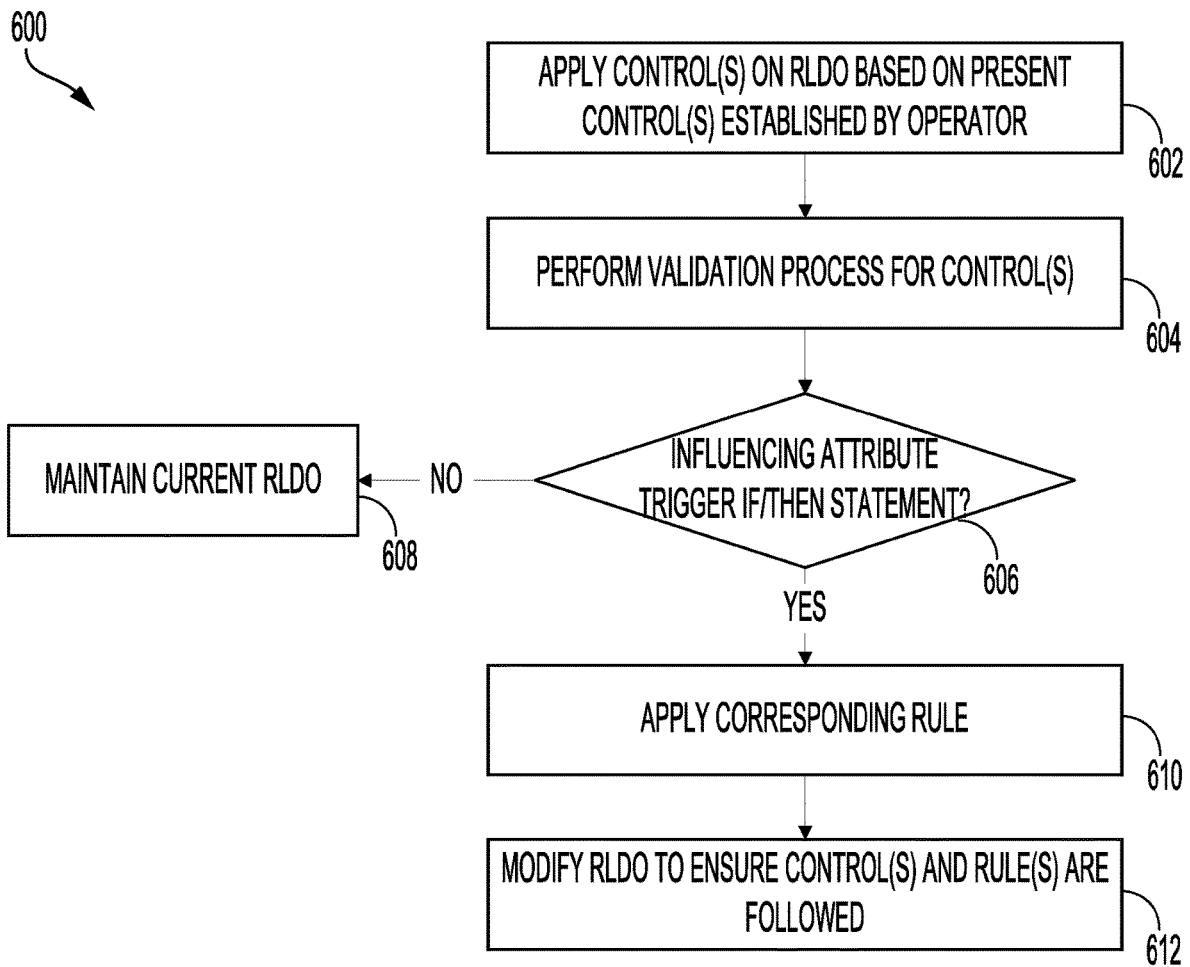 600
APPLY CONTROL(S) ON RLDO BASED ON PRESENT
CONTROL(S) ESTABLISHED BY OPERATOR
602
PERFORM VALIDATION PROCESS FOR CONTROL(S)
604
INFLUENCING ATTRIBUTE
TRIGGER IF/THEN STATEMENT?
606
NO
MAINTAIN CURRENT RLDO
608
YES
APPLY CORRESPONDING RULE
610
MODIFY RLDO TO ENSURE CONTROL(S) AND RULE(S) ARE
FOLLOWED
612